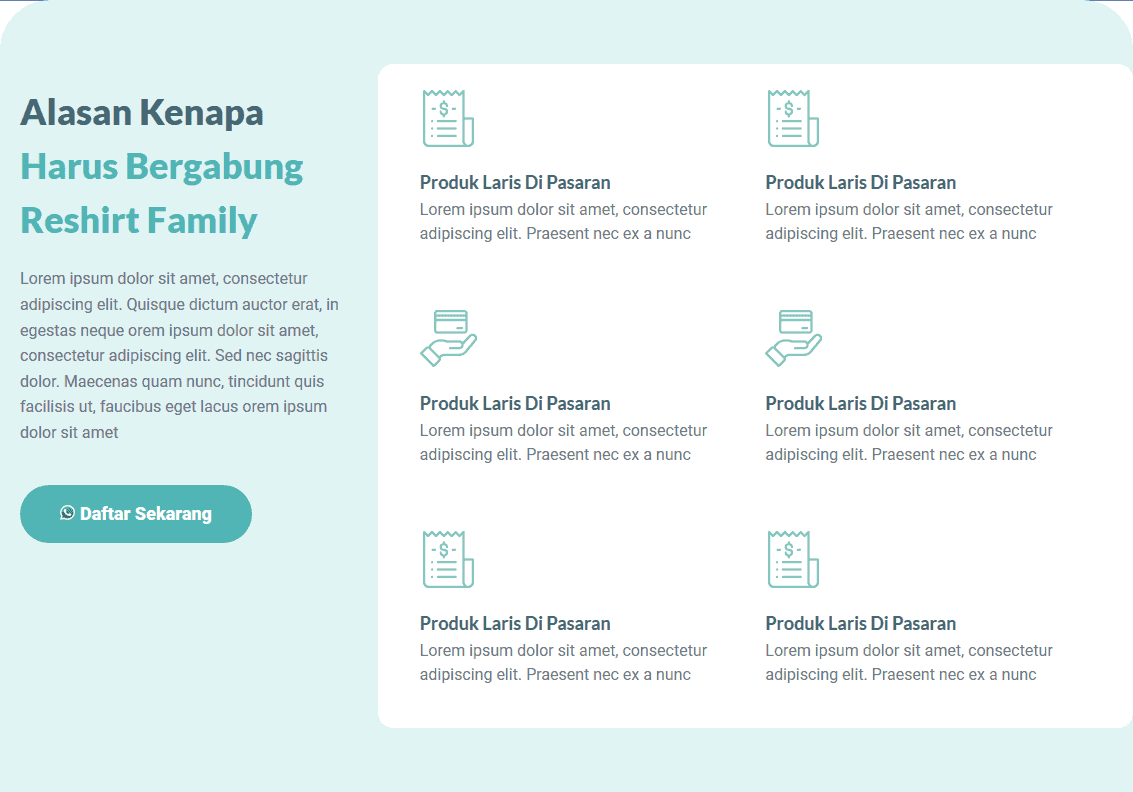 Alasan Kenapa
Harus Bergabung
Reshirt Family
Lorem ipsum dolor sit amet, consectetur
adipiscing elit. Quisque dictum auctor erat, in
egestas neque orem ipsum dolor sit amet,
consectetur adipiscing elit. Sed nec sagittis
dolor. Maecenas quam nunc, tincidunt quis
facilisis ut, faucibus eget lacus orem ipsum
dolor sit amet
Daftar Sekarang
$
Produk Laris Di Pasaran
Lorem ipsum dolor sit amet, consectetur
adipiscing elit. Praesent nec ex a nunc
$
Produk Laris Di Pasaran
Lorem ipsum dolor sit amet, consectetur
adipiscing elit. Praesent nec ex a nunc
Produk Laris Di Pasaran
Lorem ipsum dolor sit amet, consectetur
adipiscing elit. Praesent nec ex a nunc
Produk Laris Di Pasaran
Lorem ipsum dolor sit amet, consectetur
adipiscing elit. Praesent nec ex a nunc
$
Produk Laris Di Pasaran
Lorem ipsum dolor sit amet, consectetur
adipiscing elit. Praesent nec ex a nunc
$
Produk Laris Di Pasaran
Lorem ipsum dolor sit amet, consectetur
adipiscing elit. Praesent nec ex a nunc